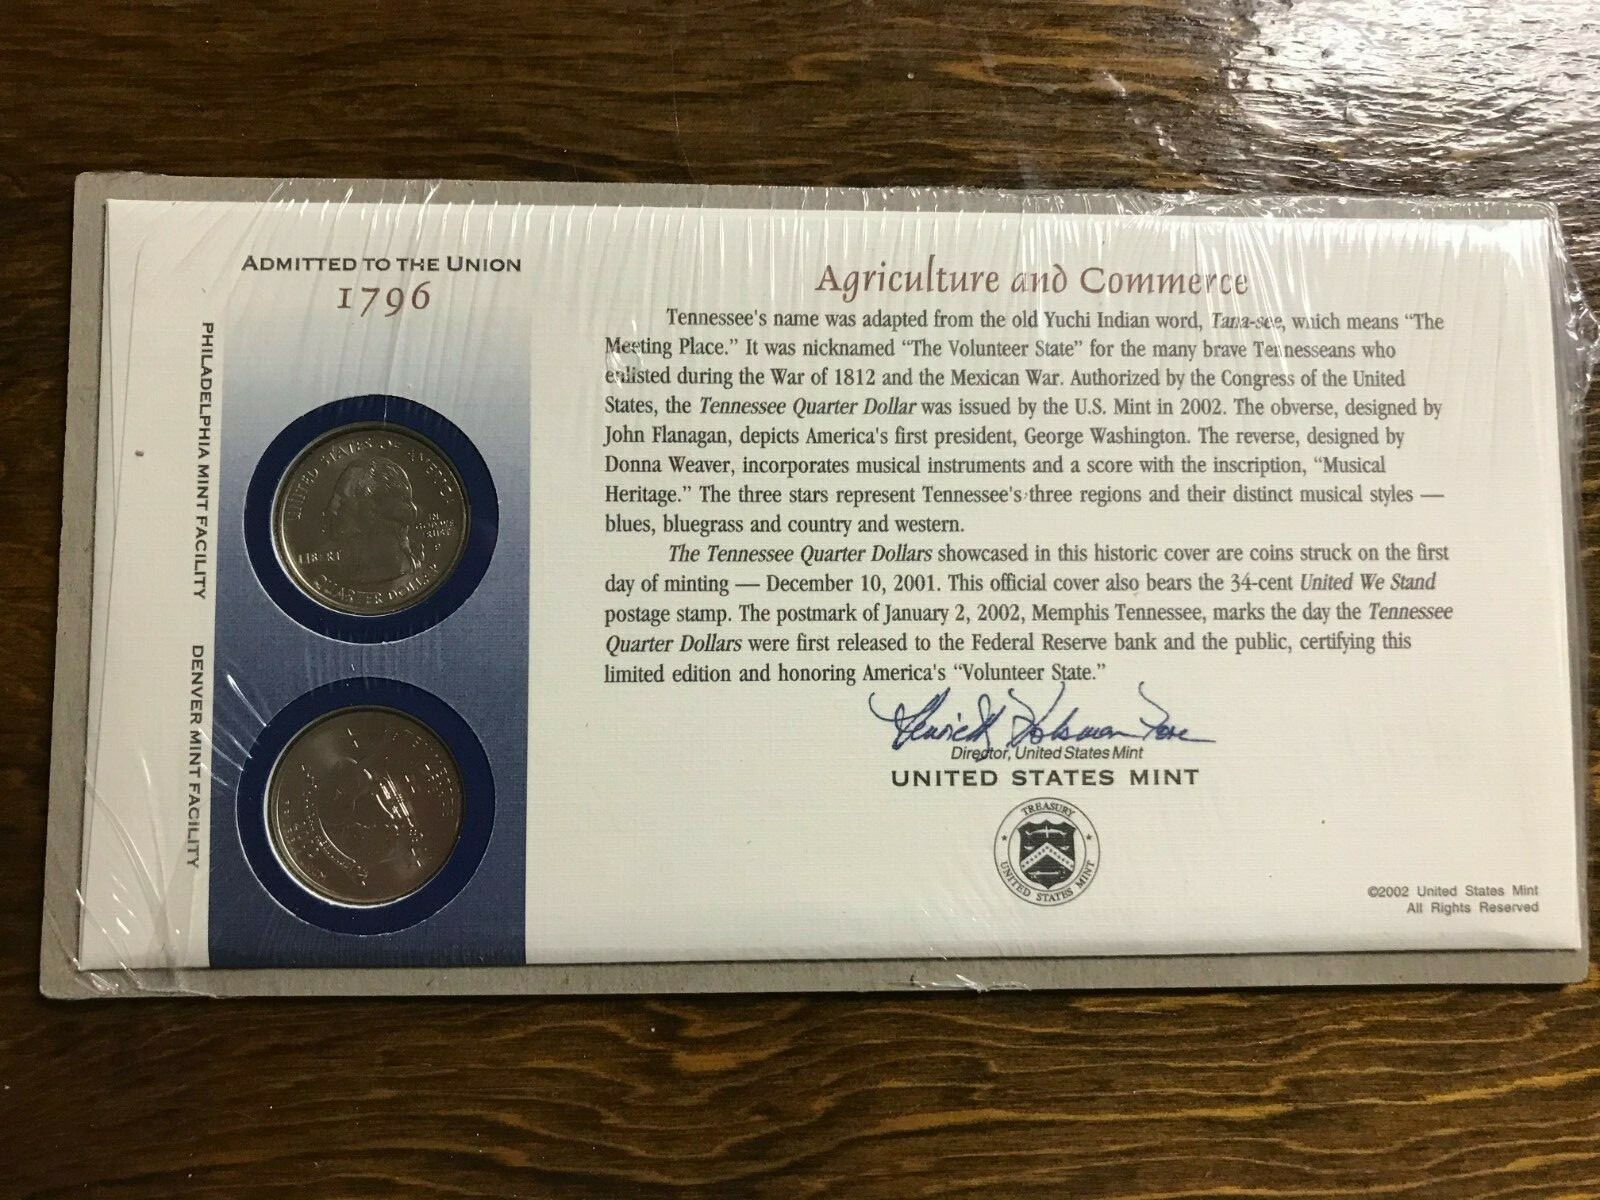 ADMITTED TO THE UNION
1796
PHILADELPHIA MINT FACILITY
DENVER MINT FACILITY
UNITED STATES OF AMERICA
LIBERTY
IN
GOD WE
TRUST
P
QUARTER DOLLAR
TENNESSEE
Agriculture and Commerce
Tennessee's name was adapted from the old Yuchi Indian word, Tana-see, which means “The
Meeting Place.” It was nicknamed “The Volunteer State” for the many brave Tennesseans who
enlisted during the War of 1812 and the Mexican War. Authorized by the Congress of the United
States, the Tennessee Quarter Dollar was issued by the U.S. Mint in 2002. The obverse, designed by
John Flanagan, depicts America's first president, George Washington. The reverse, designed by
Donna Weaver, incorporates musical instruments and a score with the inscription, “Musical
Heritage.” The three stars represent Tennessee's three regions and their distinct musical styles —
blues, bluegrass and country and western.
The Tennessee Quarter Dollars showcased in this historic cover are coins struck on the first
day of minting — December 10, 2001. This official cover also bears the 34-cent United We Stand
postage stamp. The postmark of January 2, 2002, Memphis Tennessee, marks the day the Tennessee
Quarter Dollars were first released to the Federal Reserve bank and the public, certifying this
limited edition and honoring America's “Volunteer State.”
Henrietta Holsman Fore
Director, United States Mint
UNITED STATES MINT
TREASURY
UNITED STATES MINT
©2002 United States Mint
All Rights Reserved